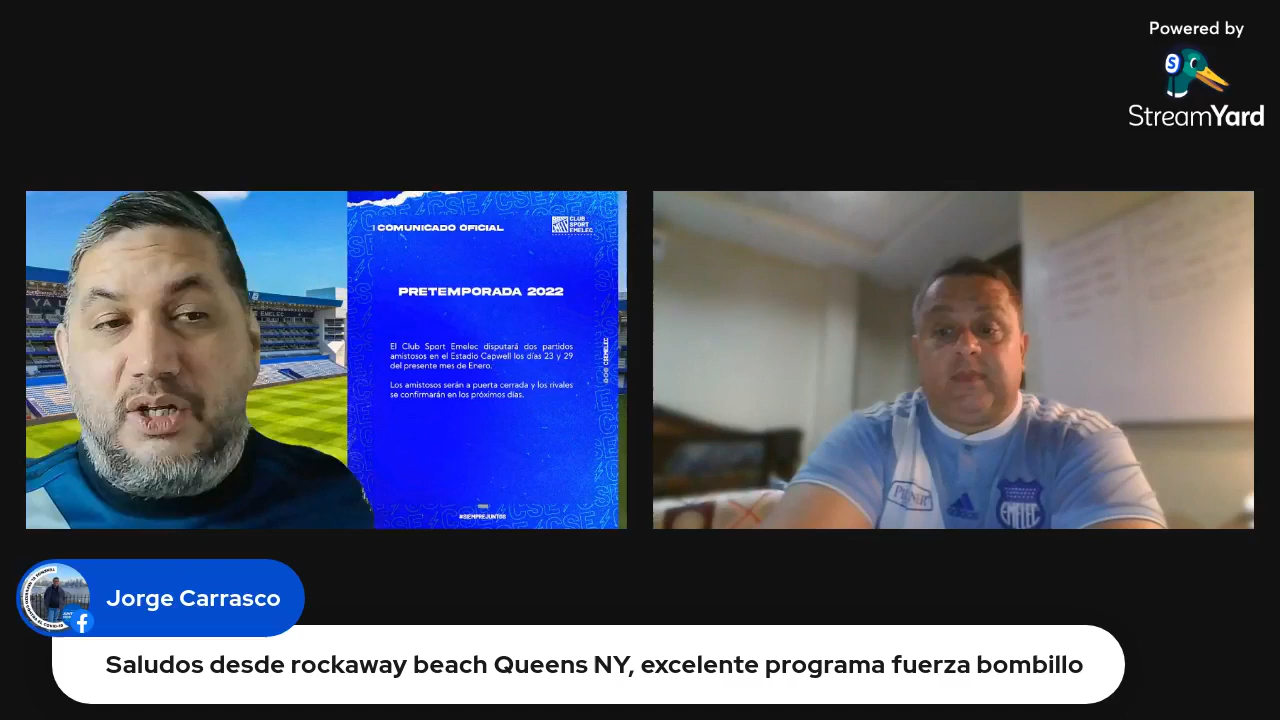 Powered by
StreamYard
COMUNICADO OFICIAL
CLUB
SPORT
EMELEC
PRETEMPORADA 2022
El Club Sport Emelec disputará dos partidos
amistosos en el Estadio Capwell los días 23 y 29
del presente mes de Enero.
Los amistosos serán a puerta cerrada y los rivales
se confirmarán en los próximos días.
#SIEMPREJUNTOS
PILSENER
EMELEC
Jorge Carrasco
Saludos desde rockaway beach Queens NY, excelente programa fuerza bombillo